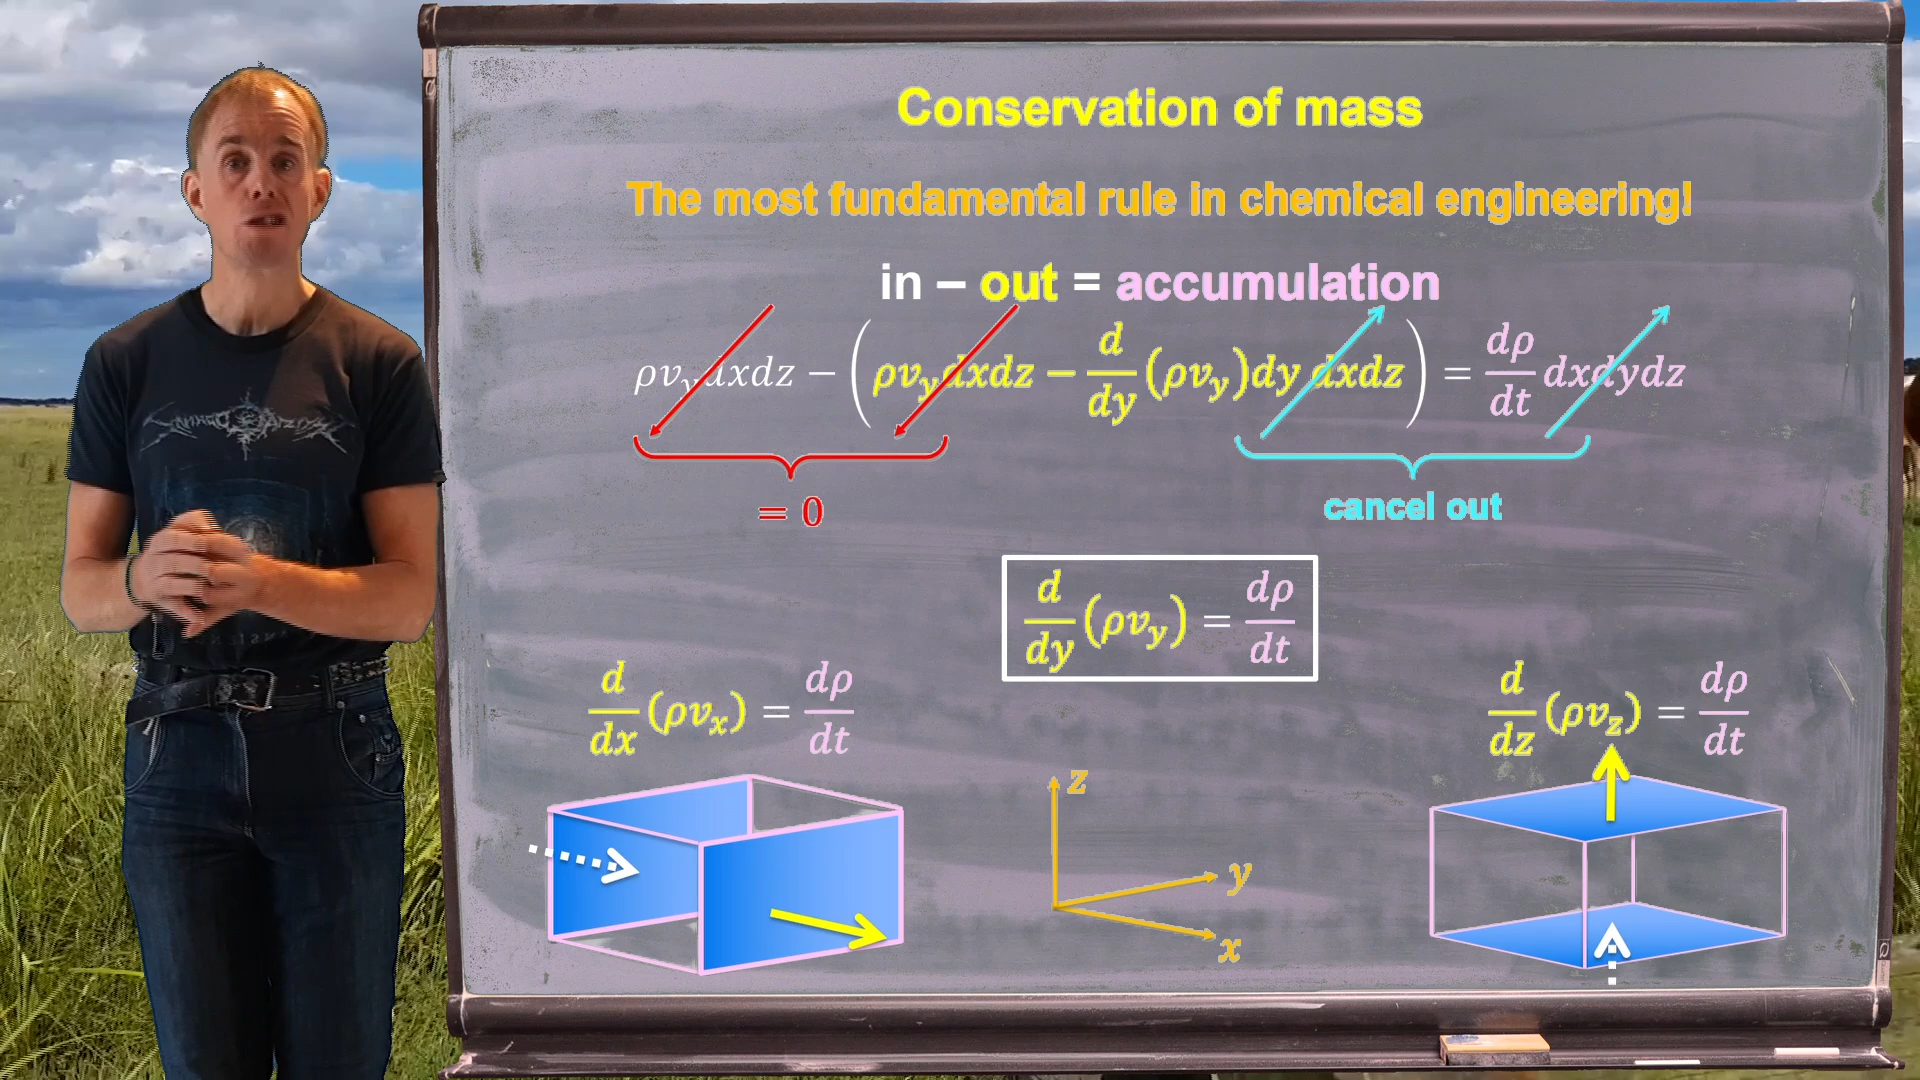 Conservation of mass
The most fundamental rule in chemical engineering!
in – out = accumulation
ρv_y dxdz − (ρv_y dxdz − d/dy (ρv_y)dy dxdz) = dρ/dt dxdydz
= 0
cancel out
d/dy (ρv_y) = dρ/dt
d/dx (ρv_x) = dρ/dt
d/dz (ρv_z) = dρ/dt
z
y
x